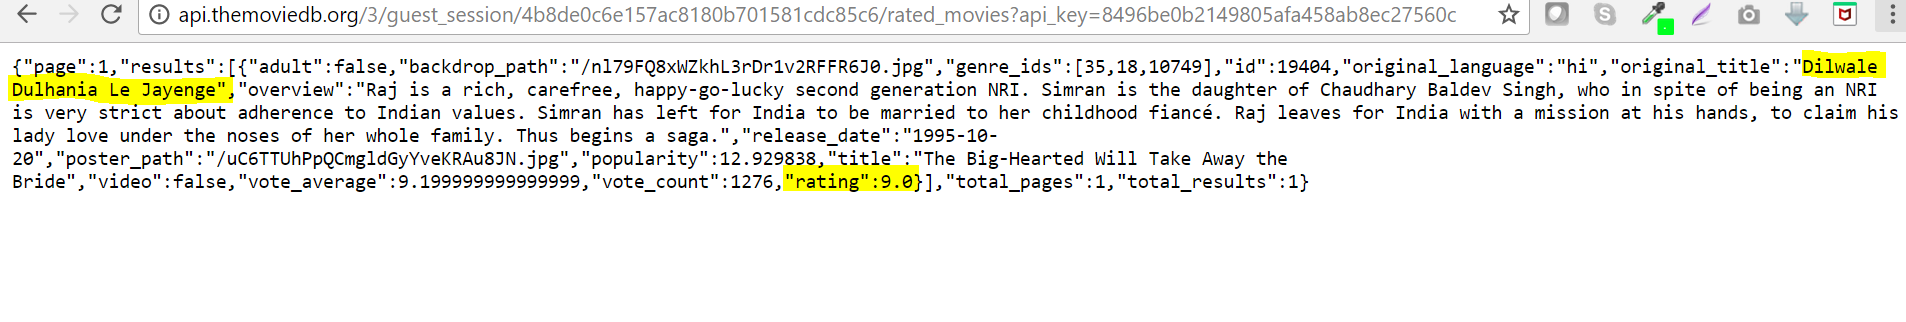 api.themoviedb.org/3/guest_session/4b8de0c6e157ac8180b701581cdc85c6/rated_movies?api_key=8496be0b2149805afa458ab8ec27560c
{"page":1,"results":[{"adult":false,"backdrop_path":"/nl79FQ8xWZkhL3rDr1v2RFFR6J0.jpg","genre_ids":[35,18,10749],"id":19404,"original_language":"hi","original_title":"Dilwale
Dulhania Le Jayenge","overview":"Raj is a rich, carefree, happy-go-lucky second generation NRI. Simran is the daughter of Chaudhary Baldev Singh, who in spite of being an NRI
is very strict about adherence to Indian values. Simran has left for India to be married to her childhood fiancé. Raj leaves for India with a mission at his hands, to claim his
lady love under the noses of her whole family. Thus begins a saga.","release_date":"1995-10-
20","poster_path":"/uC6TTUhPpQCmgldGyYveKRAu8JN.jpg","popularity":12.929838,"title":"The Big-Hearted Will Take Away the
Bride","video":false,"vote_average":9.199999999999999,"vote_count":1276,"rating":9.0}],"total_pages":1,"total_results":1}